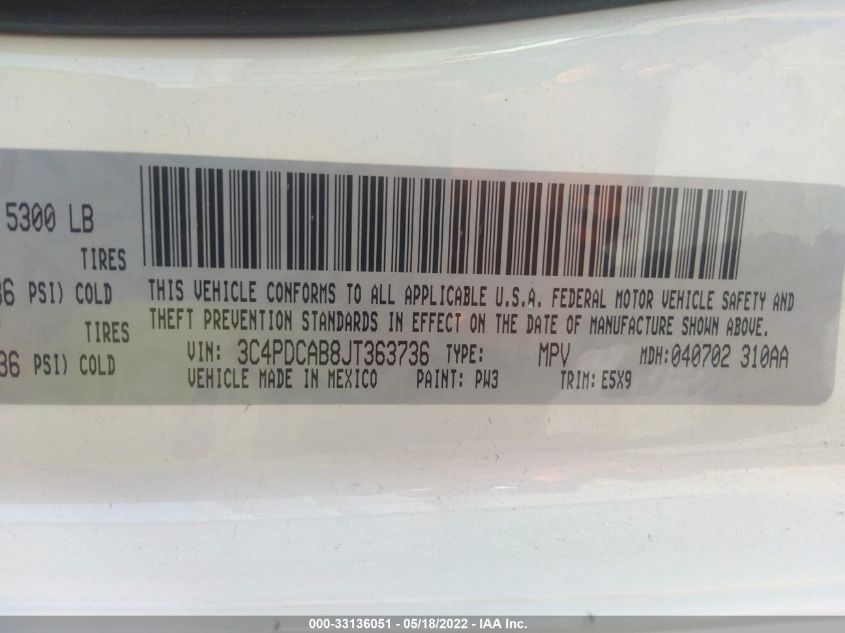 5300 LB
TIRES
36 PSI) COLD
TIRES
36 PSI) COLD
THIS VEHICLE CONFORMS TO ALL APPLICABLE U.S.A. FEDERAL MOTOR VEHICLE SAFETY AND
THEFT PREVENTION STANDARDS IN EFFECT ON THE DATE OF MANUFACTURE SHOWN ABOVE.
VIN: 3C4PDCAB8JT363736 TYPE: MPV MDH:040702 310AA
VEHICLE MADE IN MEXICO PAINT: PW3 TRIM: E5X9
000-33136051 - 05/18/2022 - IAA Inc.